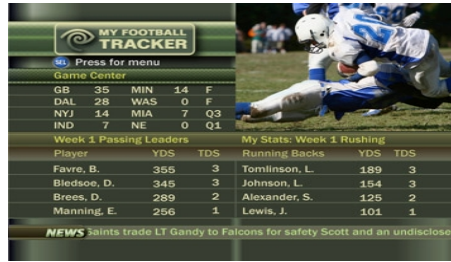 MY FOOTBALL
TRACKER
SEL Press for menu
Game Center
GB 35 MIN 14 F
DAL 28 WAS 0 F
NYJ 14 MIA 7 Q3
IND 7 NE 0 Q1
Week 1 Passing Leaders
Player YDS TDS
Favre, B. 355 3
Bledsoe, D. 345 3
Brees, D. 289 2
Manning, E. 256 1
My Stats: Week 1 Rushing
Running Backs YDS TDS
Tomlinson, L. 189 3
Johnson, L. 154 3
Alexander, S. 125 2
Lewis, J. 101 1
NEWS Saints trade LT Gandy to Falcons for safety Scott and an undisclose